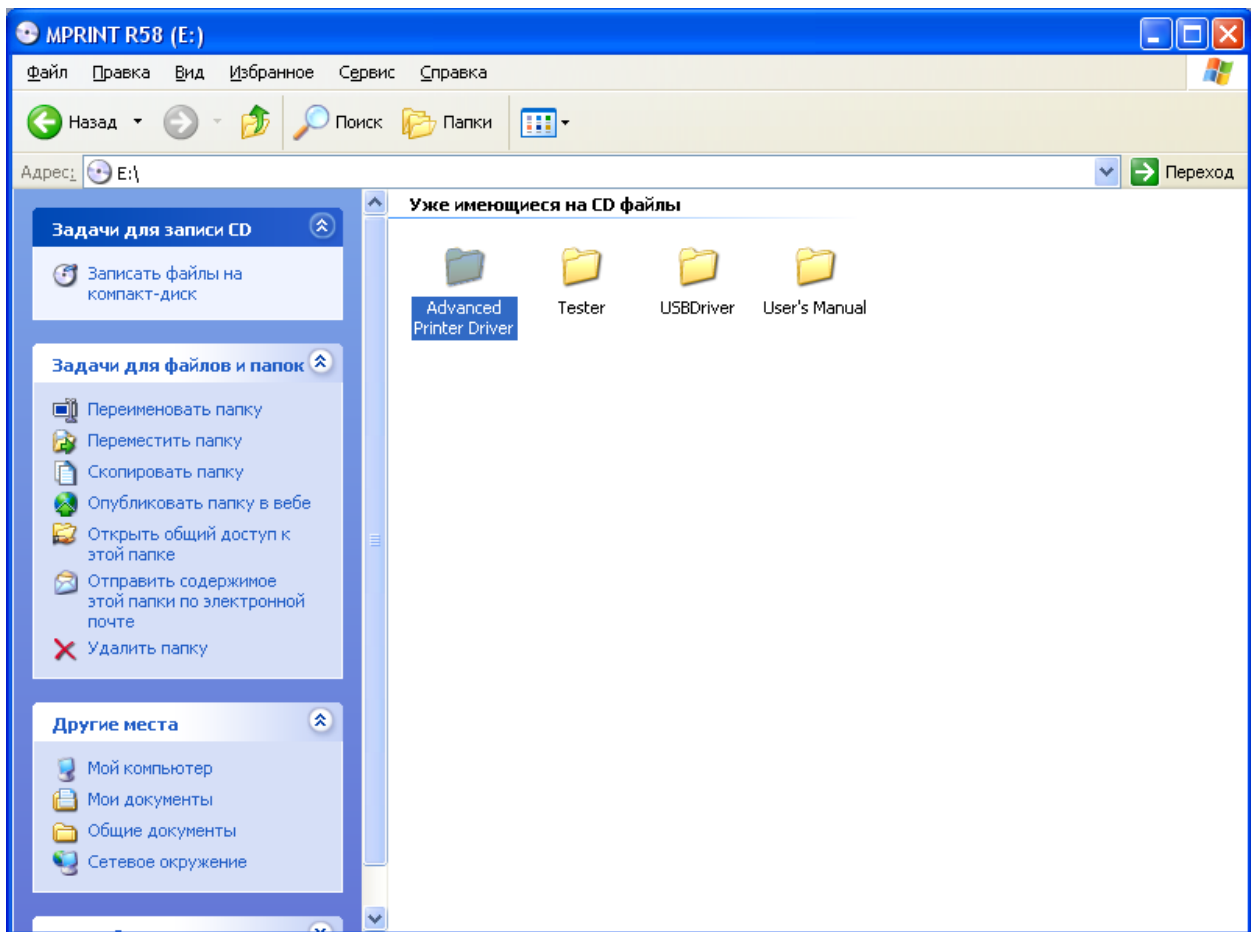 MPRINT R58 (E:)
Файл Правка Вид Избранное Сервис Справка
Назад Поиск Папки
Адрес: E:\ Переход
Задачи для записи CD
Записать файлы на
компакт-диск
Задачи для файлов и папок
Переименовать папку
Переместить папку
Скопировать папку
Опубликовать папку в вебе
Открыть общий доступ к
этой папке
Отправить содержимое
этой папки по электронной
почте
Удалить папку
Другие места
Мой компьютер
Мои документы
Общие документы
Сетевое окружение
Уже имеющиеся на CD файлы
Advanced
Printer Driver
Tester
USBDriver
User's Manual